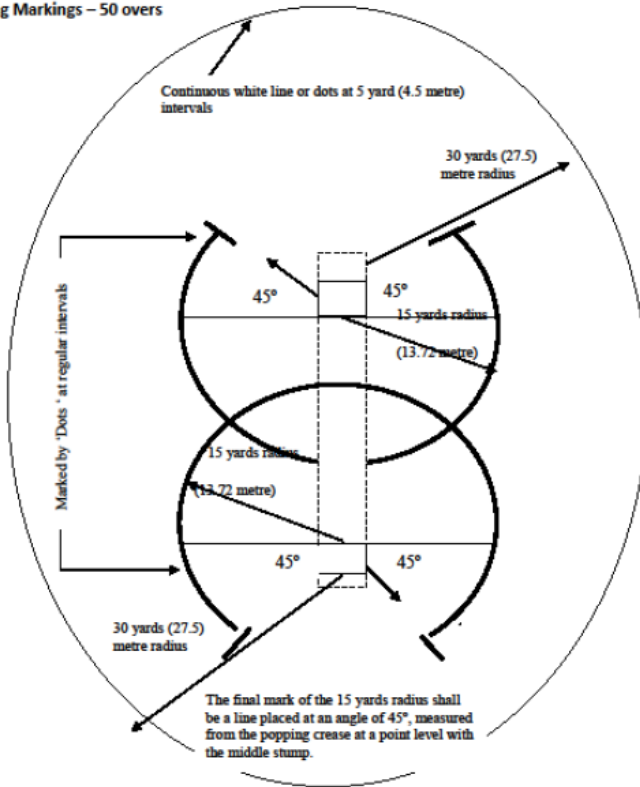 g Markings – 50 overs
Continuous white line or dots at 5 yard (4.5 metre)
intervals
30 yards (27.5)
metre radius
45°
45°
15 yards radius
(13.72 metre)
Marked by 'Dots ' at regular intervals
15 yards radius
(13.72 metre)
45°
45°
30 yards (27.5)
metre radius
The final mark of the 15 yards radius shall
be a line placed at an angle of 45°, measured
from the popping crease at a point level with
the middle stump.